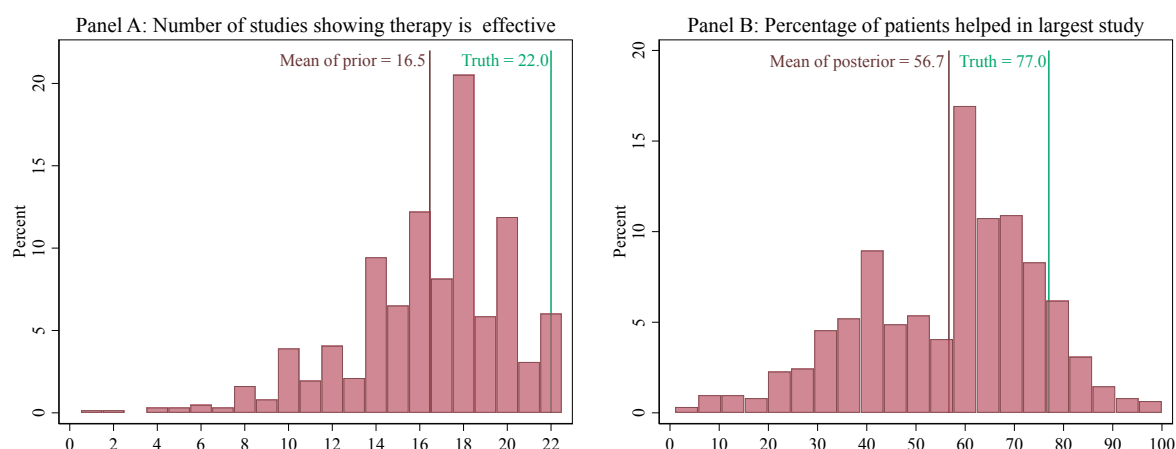 Panel A: Number of studies showing therapy is effective
Mean of prior = 16.5
Truth = 22.0
Percent
20
15
10
5
0
0 2 4 6 8 10 12 14 16 18 20 22
Panel B: Percentage of patients helped in largest study
Mean of posterior = 56.7
Truth = 77.0
Percent
20
15
10
5
0
0 10 20 30 40 50 60 70 80 90 100